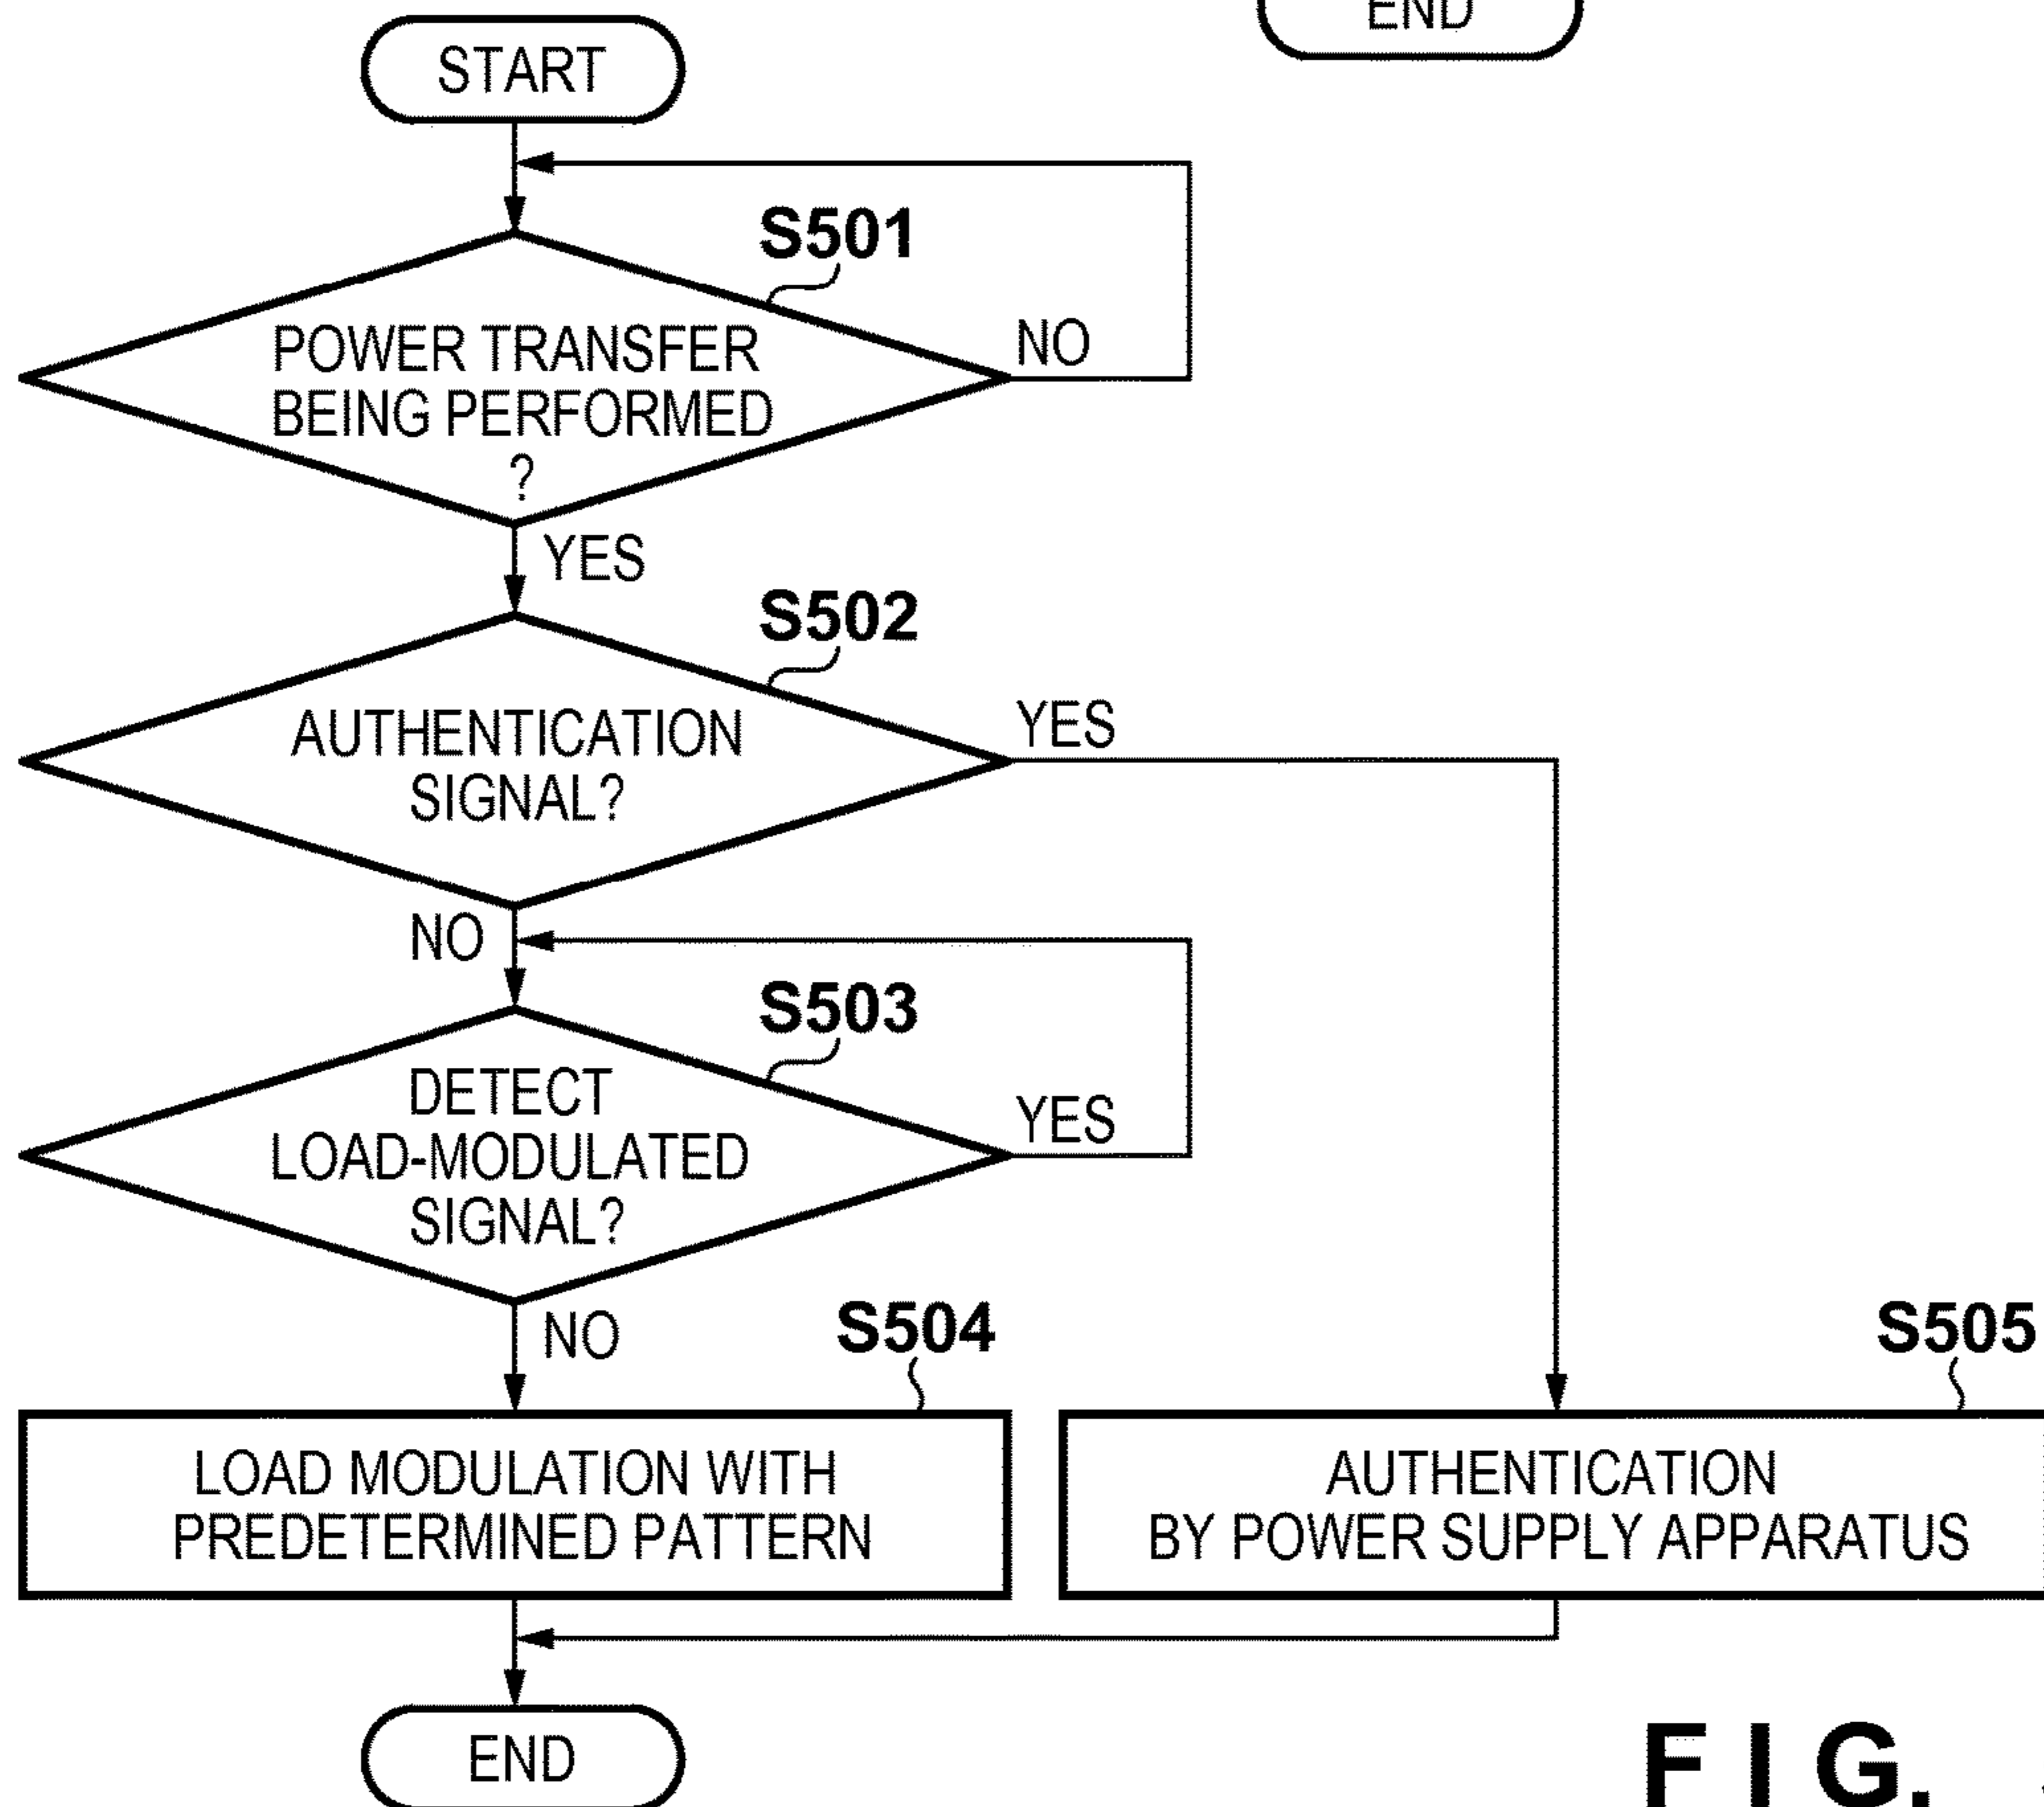 END
START
S501
POWER TRANSFER
BEING PERFORMED
?
NO
YES
S502
AUTHENTICATION
SIGNAL?
YES
NO
S503
DETECT
LOAD-MODULATED
SIGNAL?
YES
NO
S504
LOAD MODULATION WITH
PREDETERMINED PATTERN
S505
AUTHENTICATION
BY POWER SUPPLY APPARATUS
END
FIG.